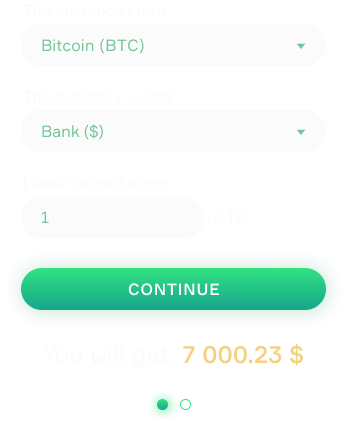 The currency I own
Bitcoin (BTC)
The currency I want
Bank ($)
I want to exchange
1 BTC
CONTINUE
You will get: 7 000.23 $